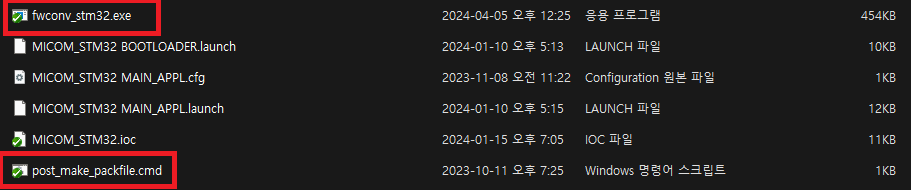 fwconv_stm32.exe 2024-04-05 오후 12:25 응용 프로그램 454KB
MICOM_STM32 BOOTLOADER.launch 2024-01-10 오후 5:13 LAUNCH 파일 10KB
MICOM_STM32 MAIN_APPL.cfg 2023-11-08 오전 11:22 Configuration 원본 파일 1KB
MICOM_STM32 MAIN_APPL.launch 2024-01-10 오후 5:15 LAUNCH 파일 12KB
MICOM_STM32.ioc 2024-01-15 오후 7:05 IOC 파일 11KB
post_make_packfile.cmd 2023-10-11 오후 7:25 Windows 명령어 스크립트 1KB